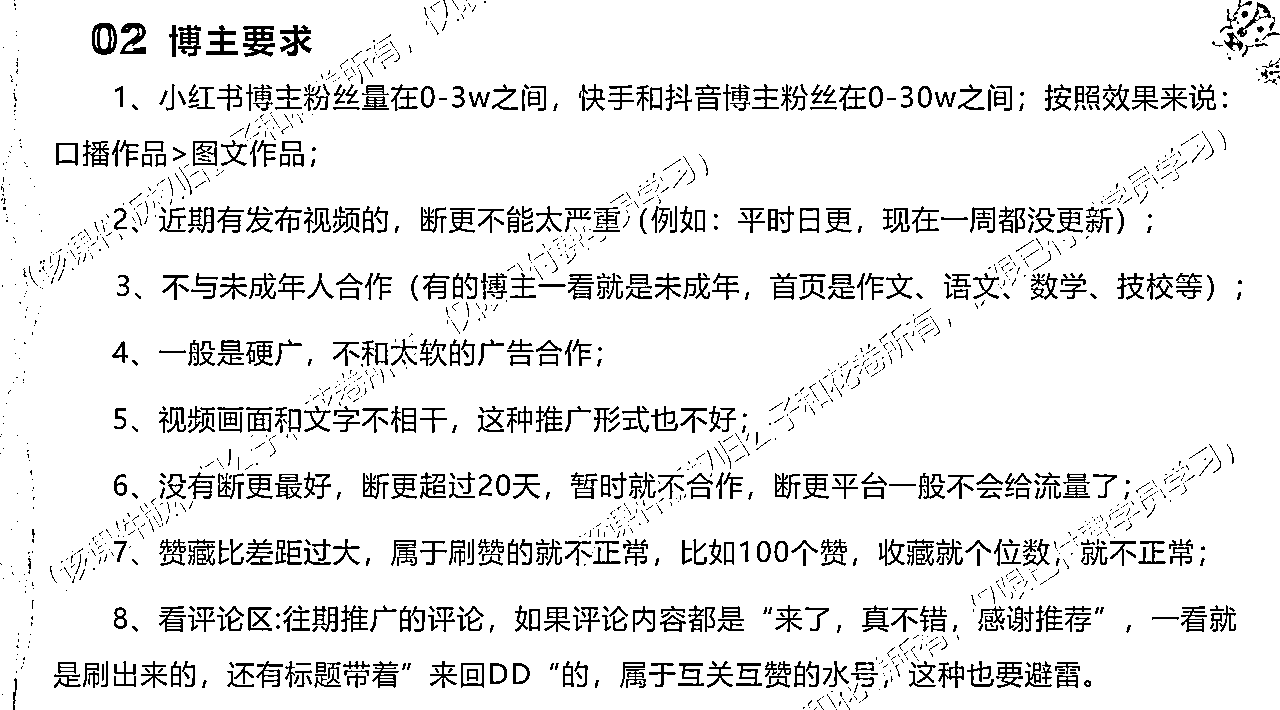 02 博主要求
1、小红书博主粉丝量在0-3w之间，快手和抖音博主粉丝在0-30w之间；按照效果来说：
口播作品>图文作品；
2、近期有发布视频的，断更不能太严重（例如：平时日更，现在一周都没更新）；
3、不与未成年人合作（有的博主一看就是未成年，首页是作文、语文、数学、技校等）；
4、一般是硬广，不和太软的广告合作；
5、视频画面和文字不相干，这种推广形式也不好；
6、没有断更最好，断更超过20天，暂时就不合作，断更平台一般不会给流量了；
7、赞藏比差距过大，属于刷赞的就不正常，比如100个赞，收藏就个位数，就不正常；
8、看评论区:往期推广的评论，如果评论内容都是“来了，真不错，感谢推荐”，一看就
是刷出来的，还有标题带着”来回DD“的，属于互关互赞的水号，这种也要避雷。